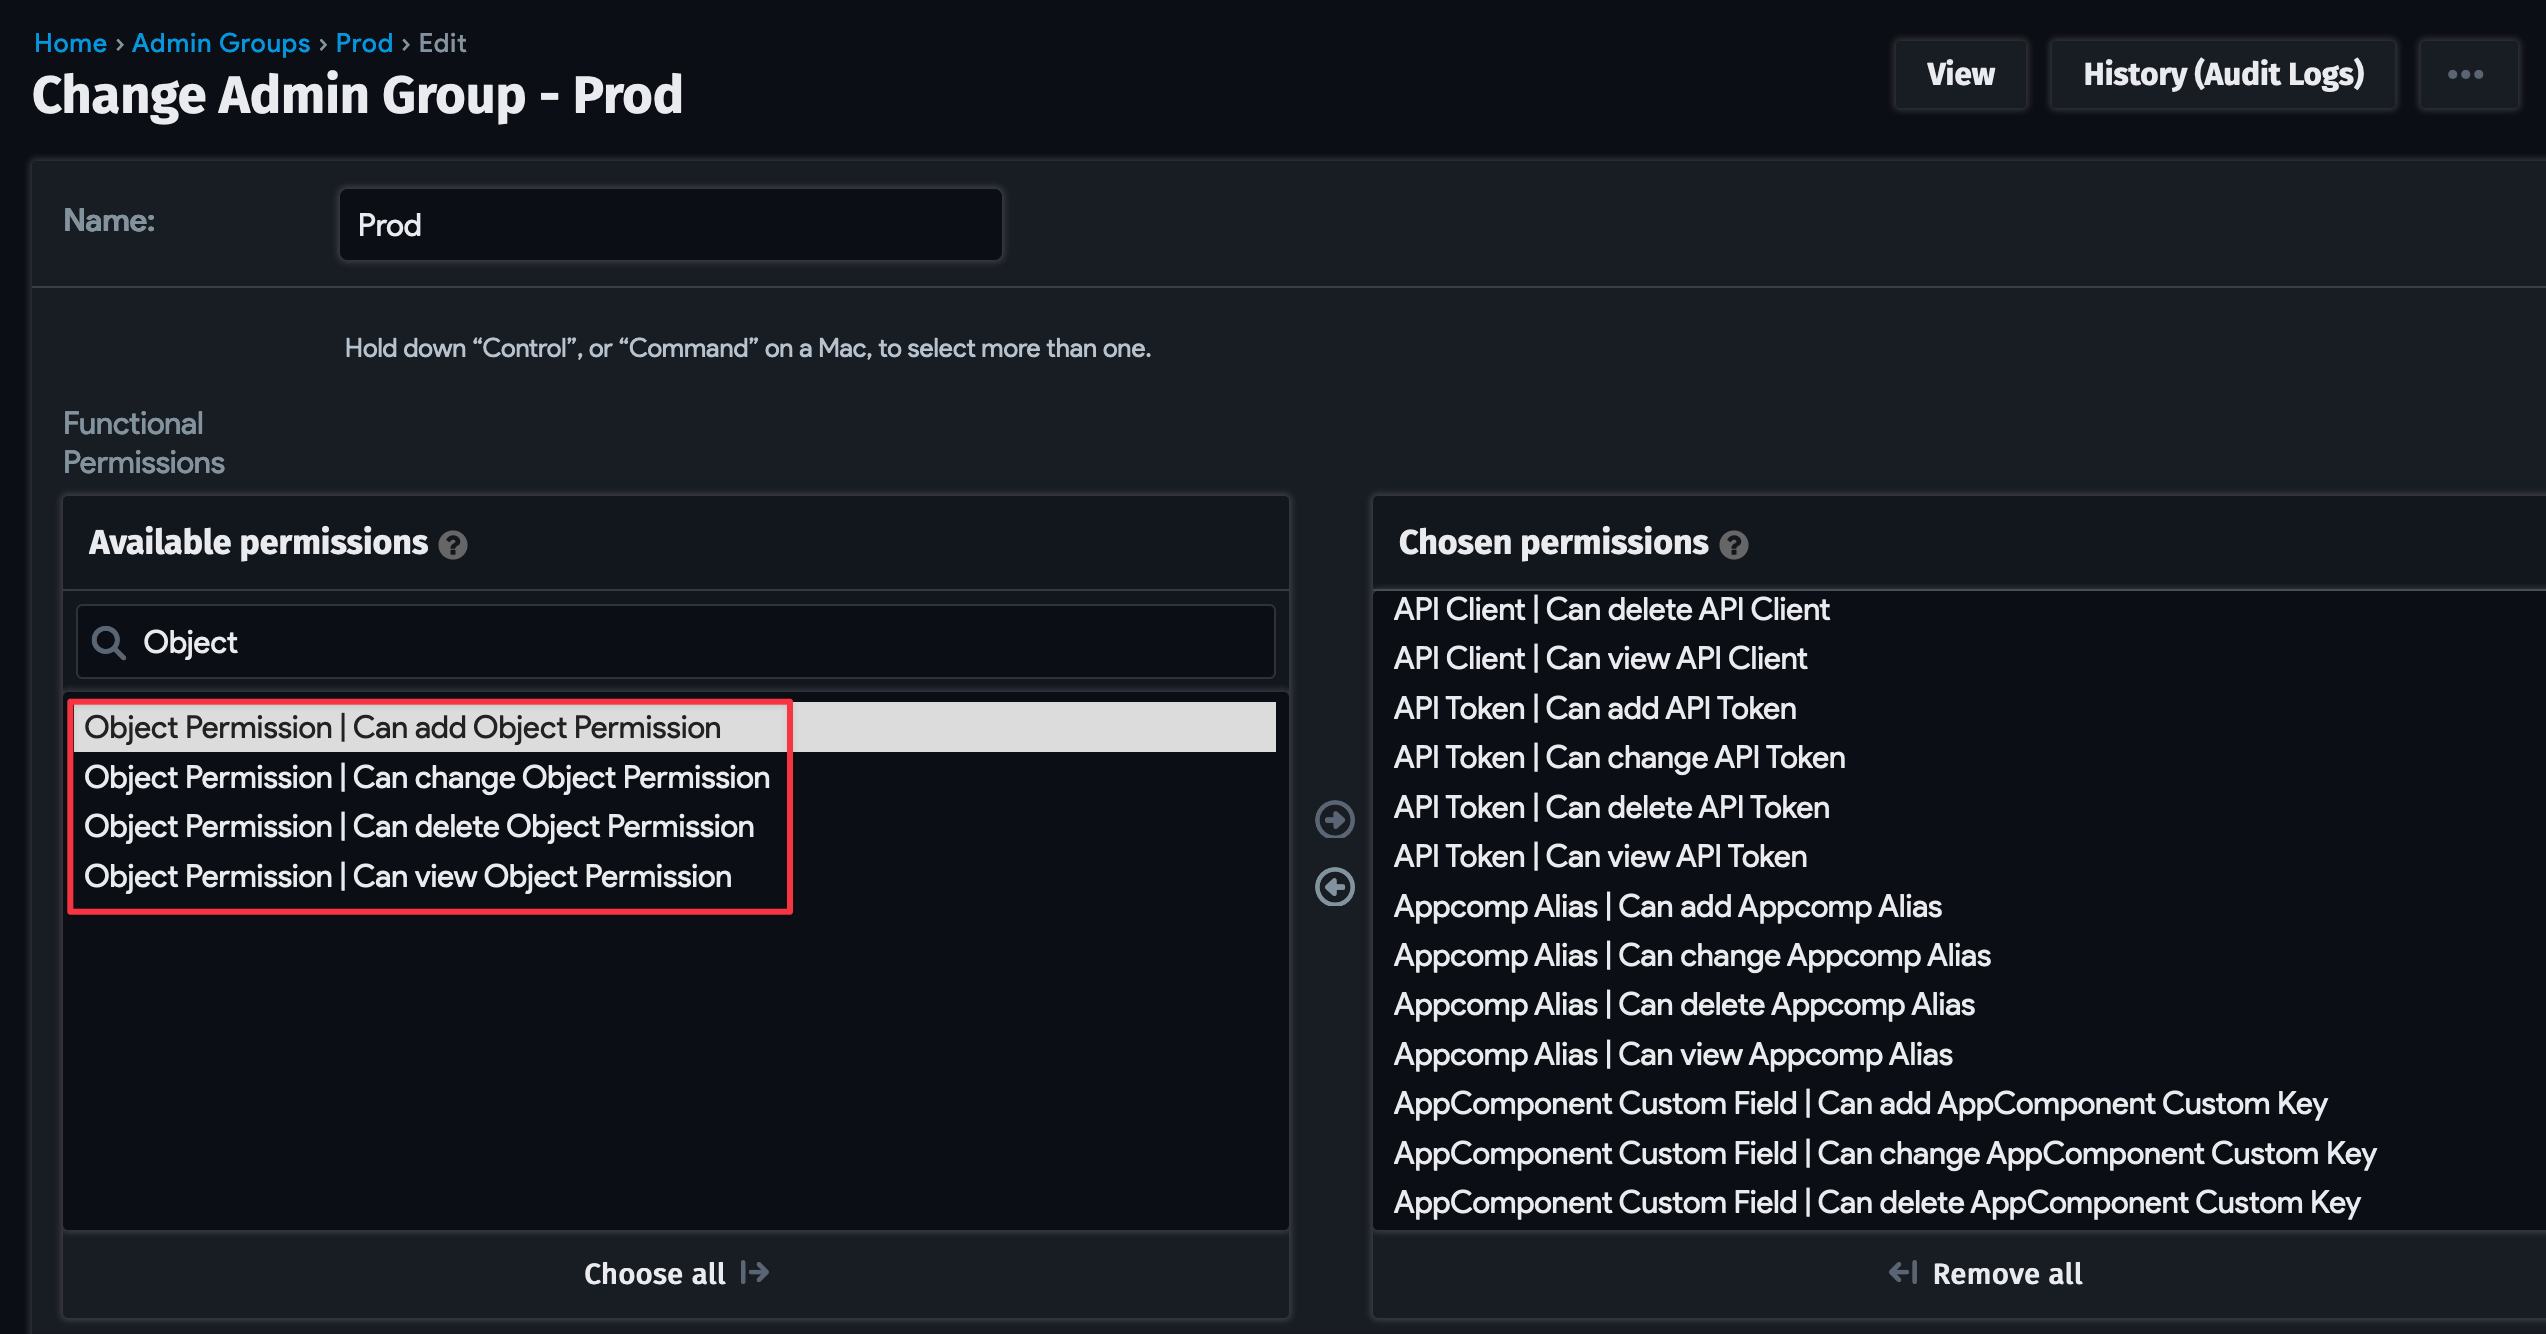 Home › Admin Groups › Prod › Edit
Change Admin Group - Prod
View
History (Audit Logs)
Name:
Prod
Hold down “Control”, or “Command” on a Mac, to select more than one.
Functional
Permissions
Available permissions ?
Object
Object Permission | Can add Object Permission
Object Permission | Can change Object Permission
Object Permission | Can delete Object Permission
Object Permission | Can view Object Permission
Choose all
Chosen permissions ?
API Client | Can delete API Client
API Client | Can view API Client
API Token | Can add API Token
API Token | Can change API Token
API Token | Can delete API Token
API Token | Can view API Token
Appcomp Alias | Can add Appcomp Alias
Appcomp Alias | Can change Appcomp Alias
Appcomp Alias | Can delete Appcomp Alias
Appcomp Alias | Can view Appcomp Alias
AppComponent Custom Field | Can add AppComponent Custom Key
AppComponent Custom Field | Can change AppComponent Custom Key
AppComponent Custom Field | Can delete AppComponent Custom Key
Remove all